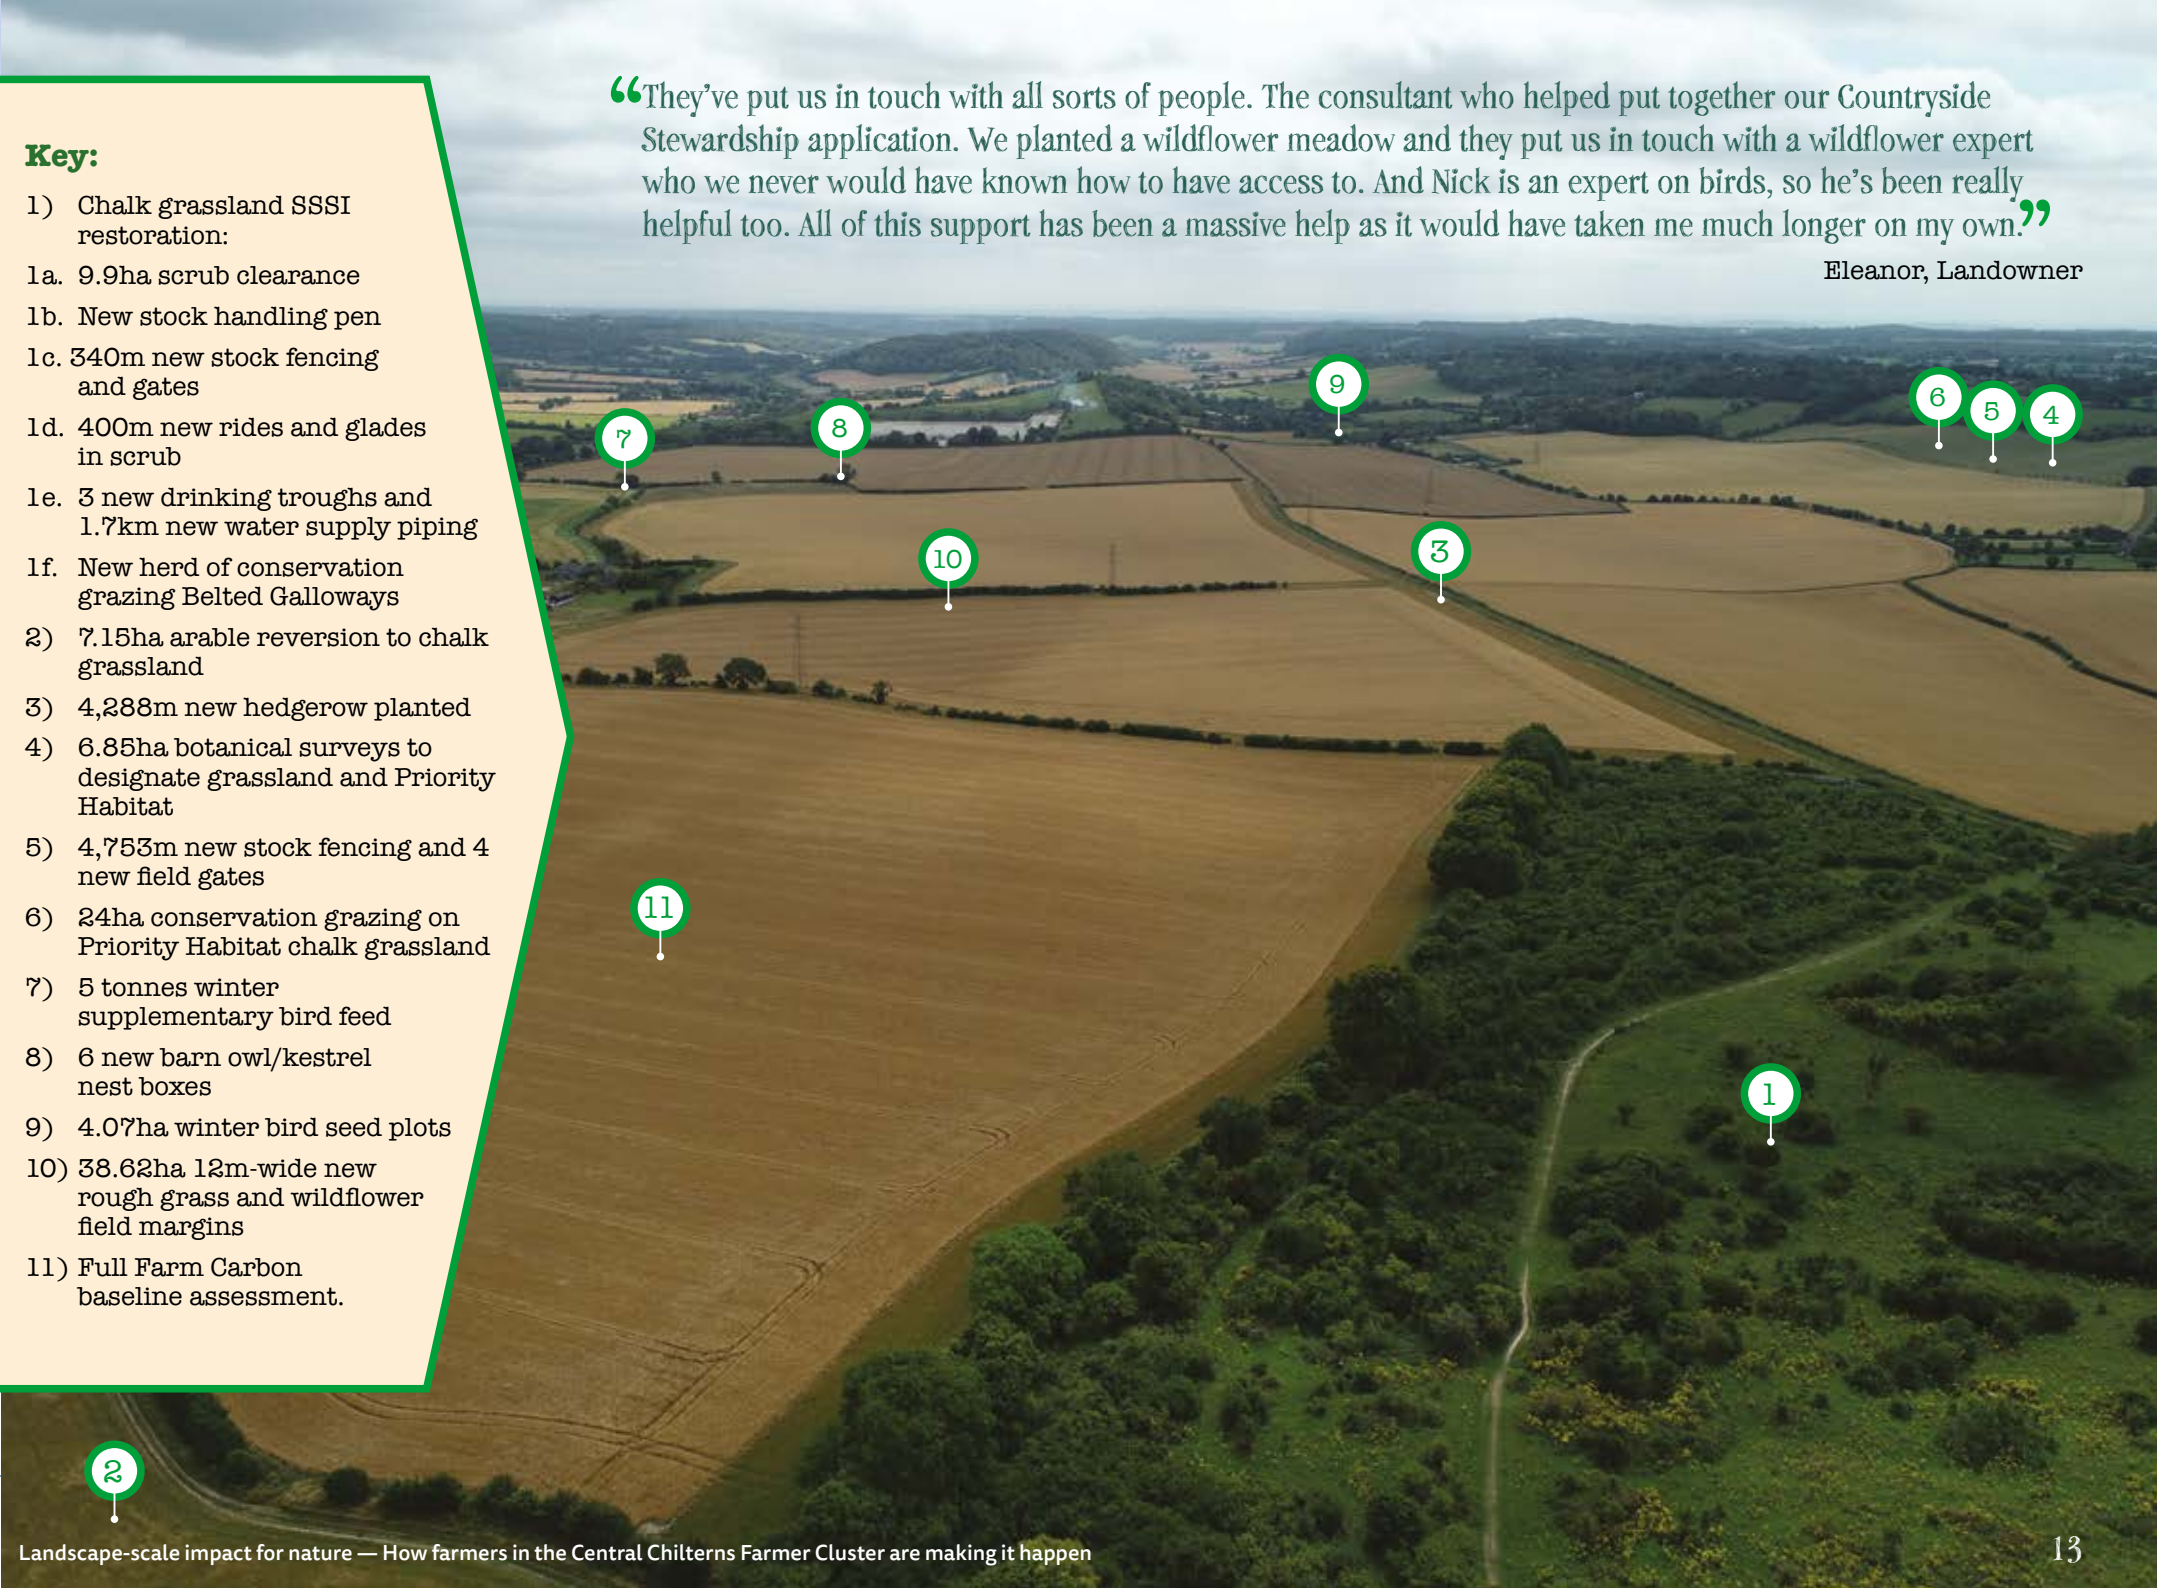 Key:
1) Chalk grassland SSSI
restoration:
1a. 9.9ha scrub clearance
1b. New stock handling pen
1c. 340m new stock fencing
and gates
1d. 400m new rides and glades
in scrub
1e. 3 new drinking troughs and
1.7km new water supply piping
1f. New herd of conservation
grazing Belted Galloways
2) 7.15ha arable reversion to chalk
grassland
3) 4,288m new hedgerow planted
4) 6.85ha botanical surveys to
designate grassland and Priority
Habitat
5) 4,753m new stock fencing and 4
new field gates
6) 24ha conservation grazing on
Priority Habitat chalk grassland
7) 5 tonnes winter
supplementary bird feed
8) 6 new barn owl/kestrel
nest boxes
9) 4.07ha winter bird seed plots
10) 38.62ha 12m-wide new
rough grass and wildflower
field margins
11) Full Farm Carbon
baseline assessment.
“They’ve put us in touch with all sorts of people. The consultant who helped put together our Countryside
Stewardship application. We planted a wildflower meadow and they put us in touch with a wildflower expert
who we never would have known how to have access to. And Nick is an expert on birds, so he’s been really
helpful too. All of this support has been a massive help as it would have taken me much longer on my own.”
Eleanor, Landowner
9
6
5
4
7
8
10
3
11
1
2
Landscape-scale impact for nature — How farmers in the Central Chilterns Farmer Cluster are making it happen
13